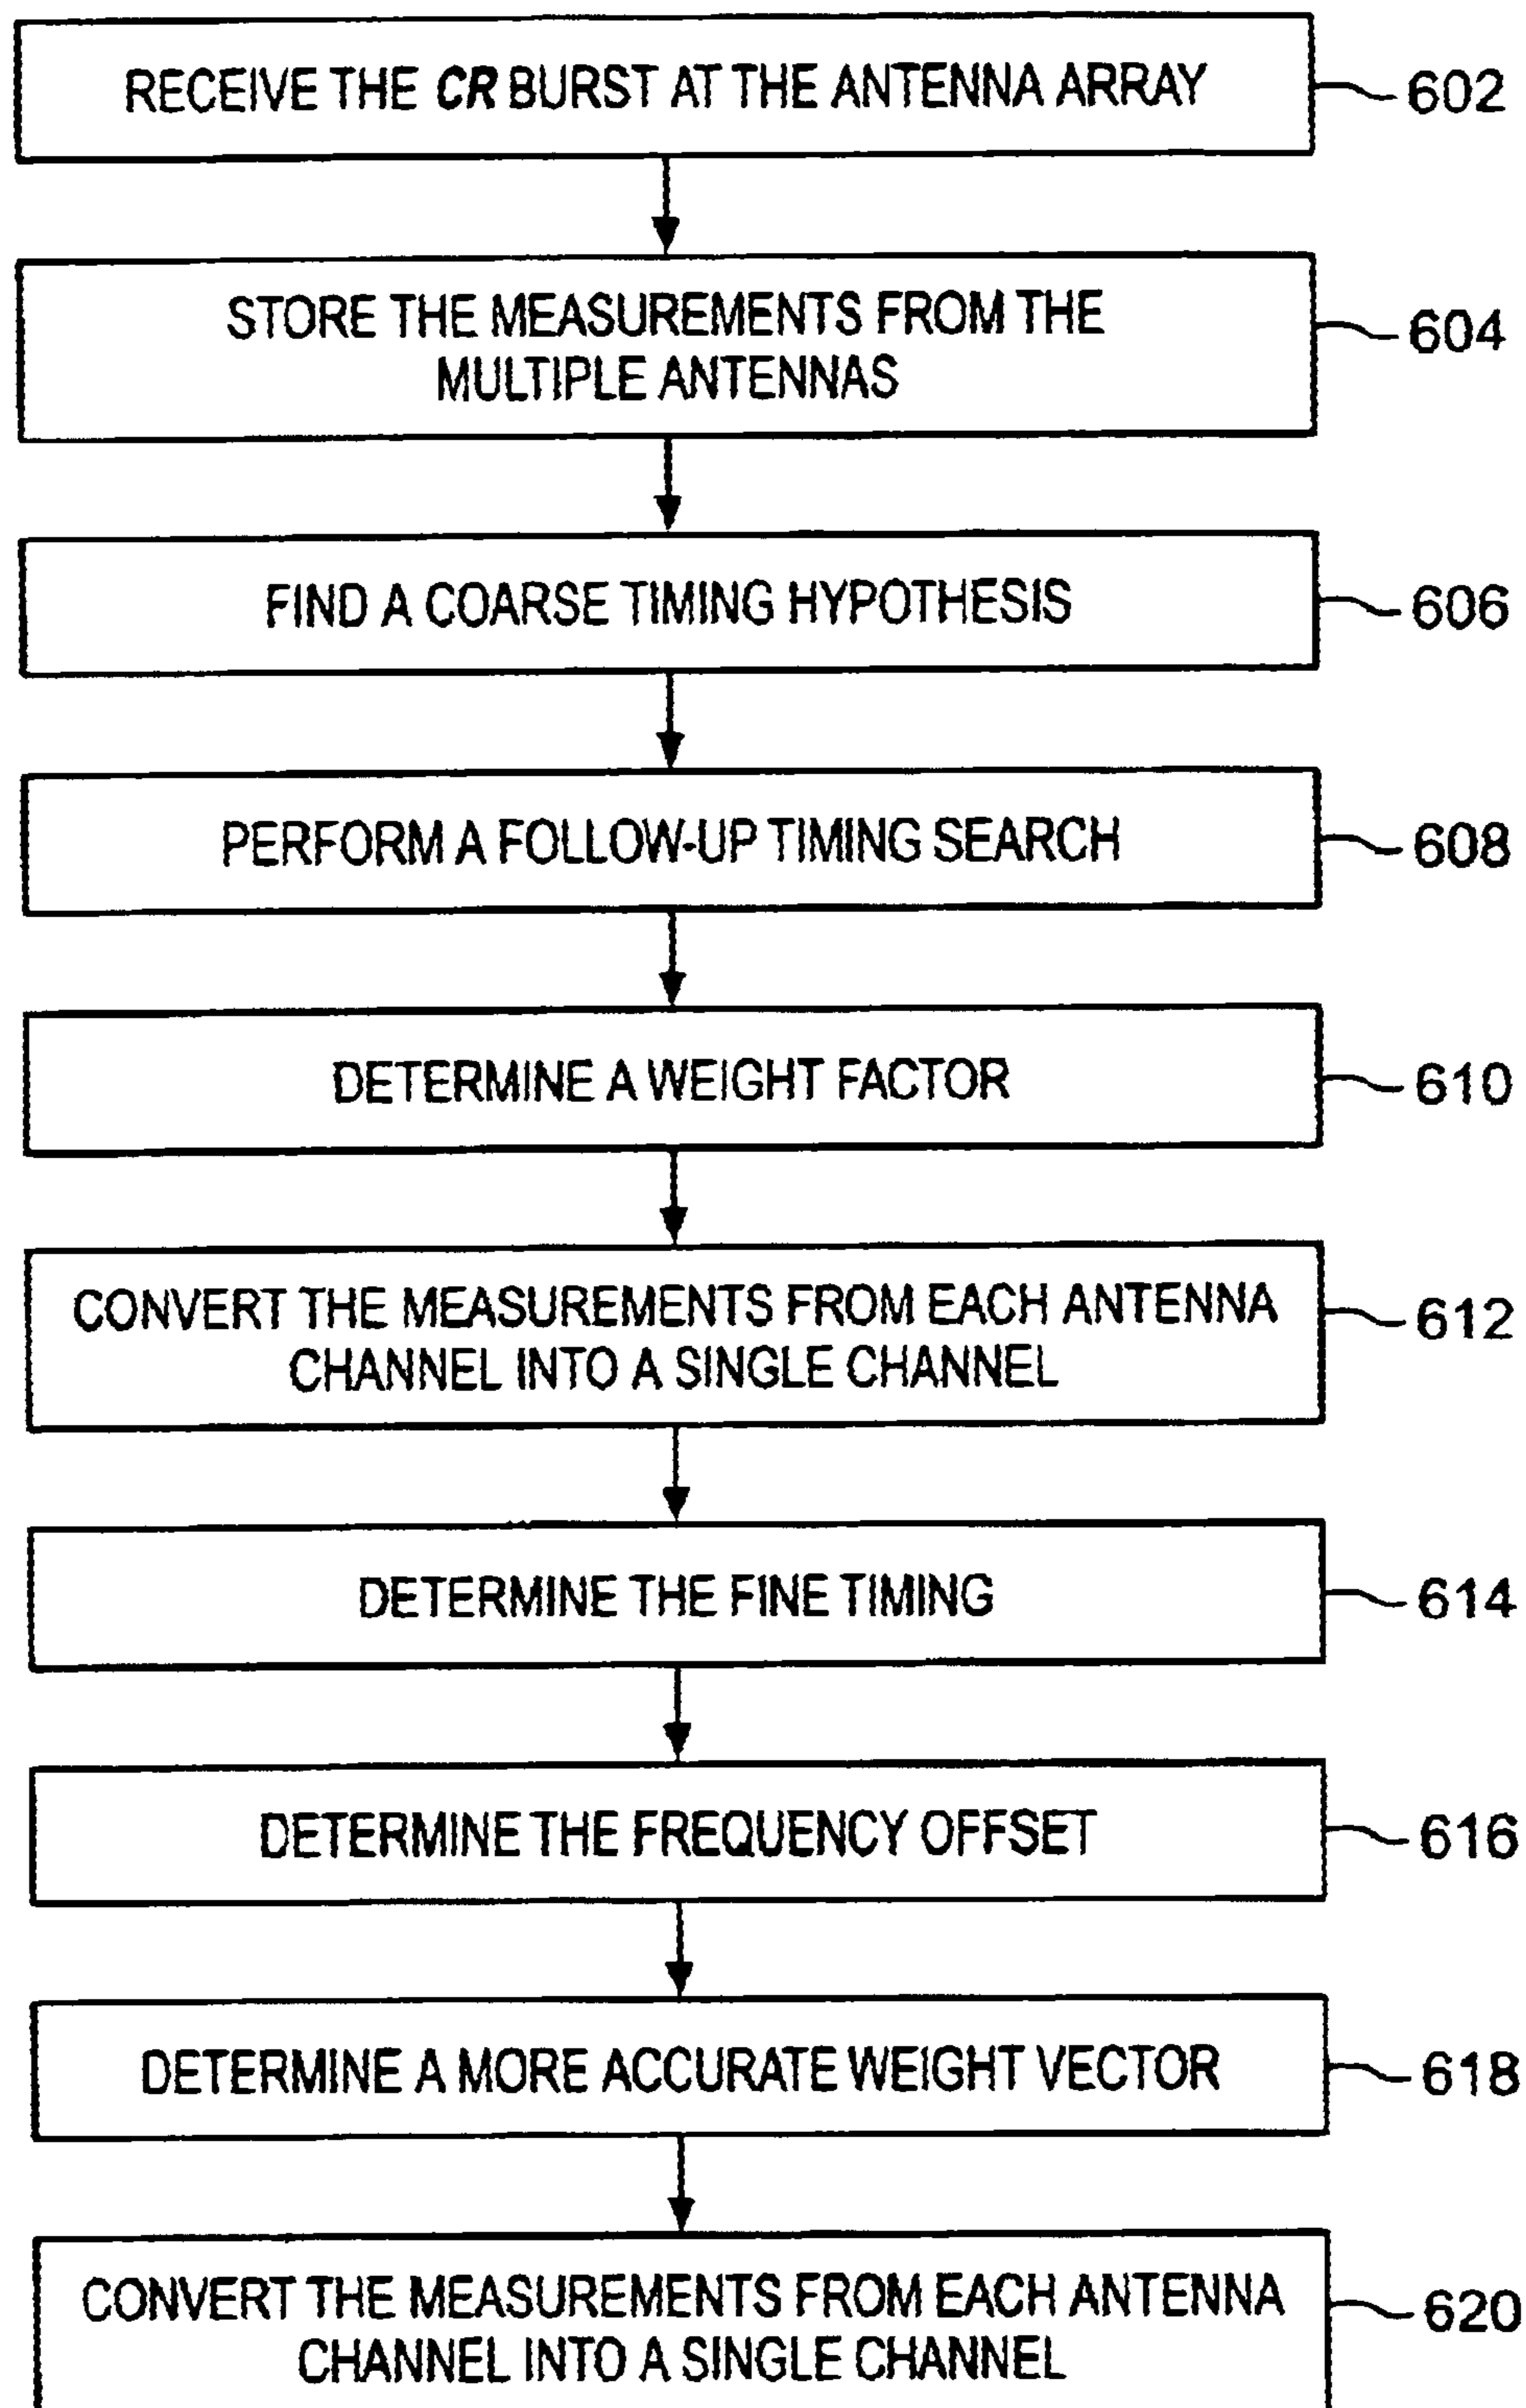 RECEIVE THE CR BURST AT THE ANTENNA ARRAY
602
STORE THE MEASUREMENTS FROM THE
MULTIPLE ANTENNAS
604
FIND A COARSE TIMING HYPOTHESIS
606
PERFORM A FOLLOW-UP TIMING SEARCH
608
DETERMINE A WEIGHT FACTOR
610
CONVERT THE MEASUREMENTS FROM EACH ANTENNA
CHANNEL INTO A SINGLE CHANNEL
612
DETERMINE THE FINE TIMING
614
DETERMINE THE FREQUENCY OFFSET
616
DETERMINE A MORE ACCURATE WEIGHT VECTOR
618
CONVERT THE MEASUREMENTS FROM EACH ANTENNA
CHANNEL INTO A SINGLE CHANNEL
620